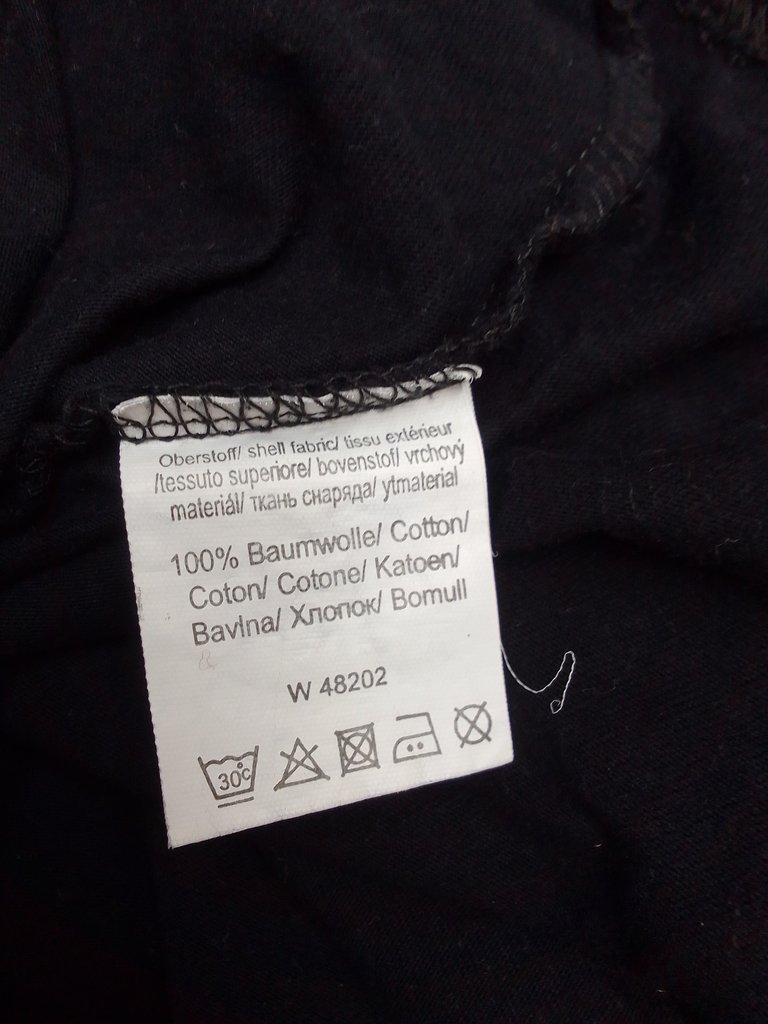 Oberstoff/ shell fabric/ tissu extérieur
/tessuto superiore/ bovenstof/ vrchový
materiál/ ткань снаряда/ ytmaterial
100% Baumwolle/ Cotton/
Coton/ Cotone/ Katoen/
Bavlna/ Хлопок/ Bomull
W 48202
30°C